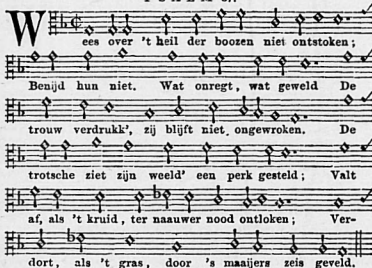 Wees over 't heil der boozen niet ontstoken;
Benijd hun niet. Wat onregt, wat geweld De
trouw verdrukk', zij blijft niet ongewroken. De
trotsche ziet zijn weeld' een perk gesteld; Valt
af, als 't kruid, ter naauwer nood ontloken; Ver-
dort, als 't gras, door 's maaijers zeis geveld.